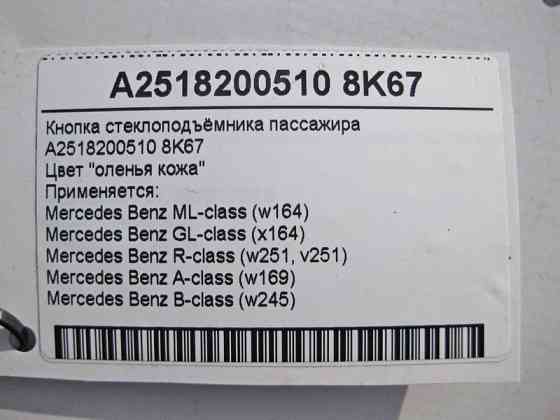 A2518200510 8K67
Кнопка стеклоподъёмника пассажира
A2518200510 8K67
Цвет "оленья кожа"
Применяется:
Mercedes Benz ML-class (w164)
Mercedes Benz GL-class (x164)
Mercedes Benz R-class (w251, v251)
Mercedes Benz A-class (w169)
Mercedes Benz B-class (w245)